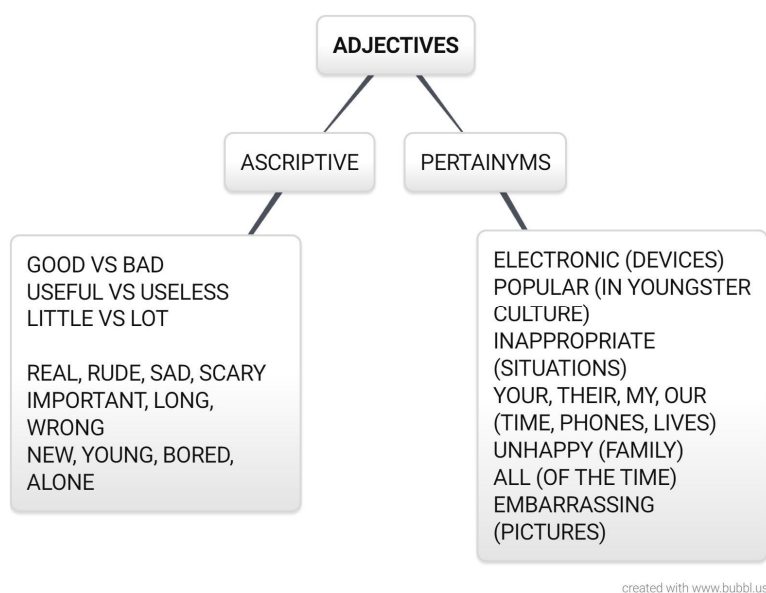 ADJECTIVES
ASCRIPTIVE
PERTAINYMS
GOOD VS BAD
USEFUL VS USELESS
LITTLE VS LOT
REAL, RUDE, SAD, SCARY
IMPORTANT, LONG,
WRONG
NEW, YOUNG, BORED,
ALONE
ELECTRONIC (DEVICES)
POPULAR (IN YOUNGSTER
CULTURE)
INAPPROPRIATE
(SITUATIONS)
YOUR, THEIR, MY, OUR
(TIME, PHONES, LIVES)
UNHAPPY (FAMILY)
ALL (OF THE TIME)
EMBARRASSING
(PICTURES)
created with www.bubbl.us